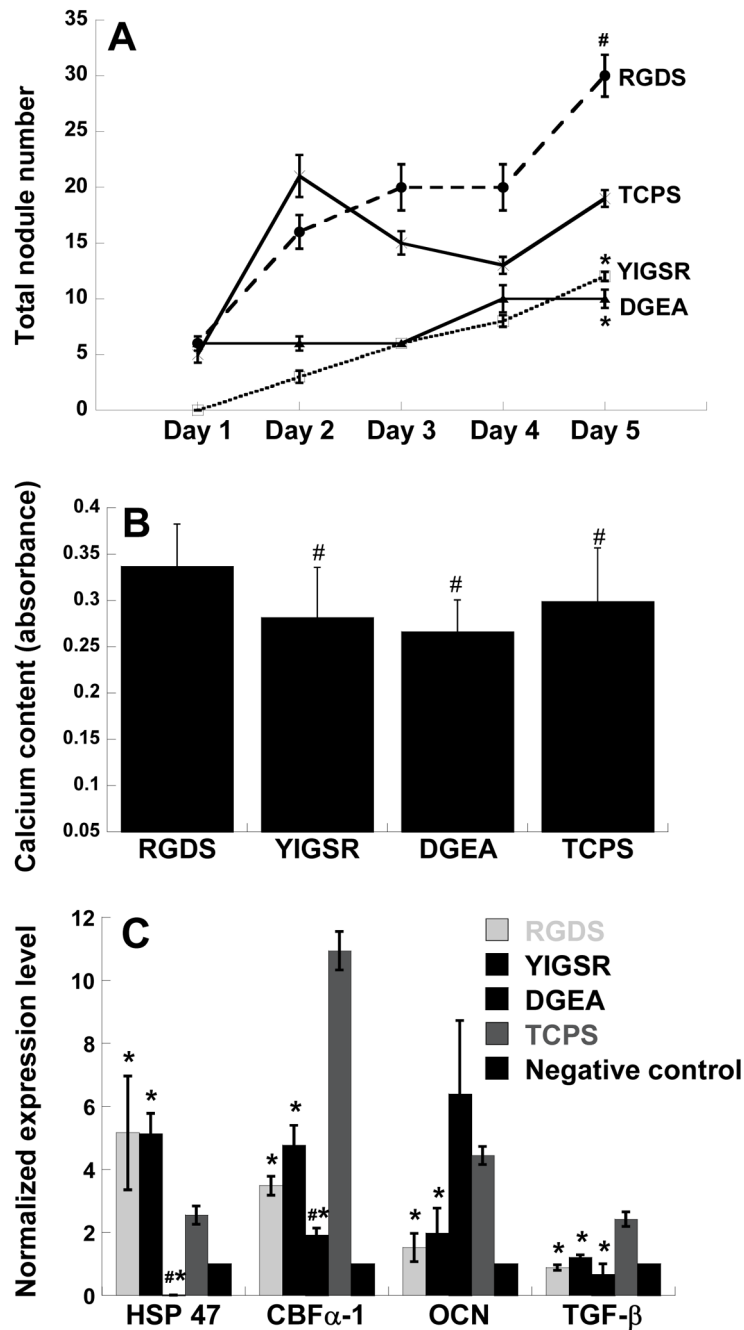 A
Total nodule number
35
30
25
20
15
10
5
0
#
RGDS
TCPS
*
YIGSR
DGEA
*
Day 1 Day 2 Day 3 Day 4 Day 5
B
Calcium content (absorbance)
0.4
0.35
0.3
0.25
0.2
0.15
0.1
0.05
# # #
RGDS YIGSR DGEA TCPS
C
Normalized expression level
12
10
8
6
4
2
0
RGDS
YIGSR
DGEA
TCPS
Negative control
* * #*
* * #*
* *
* * *
HSP 47 CBFα-1 OCN TGF-β